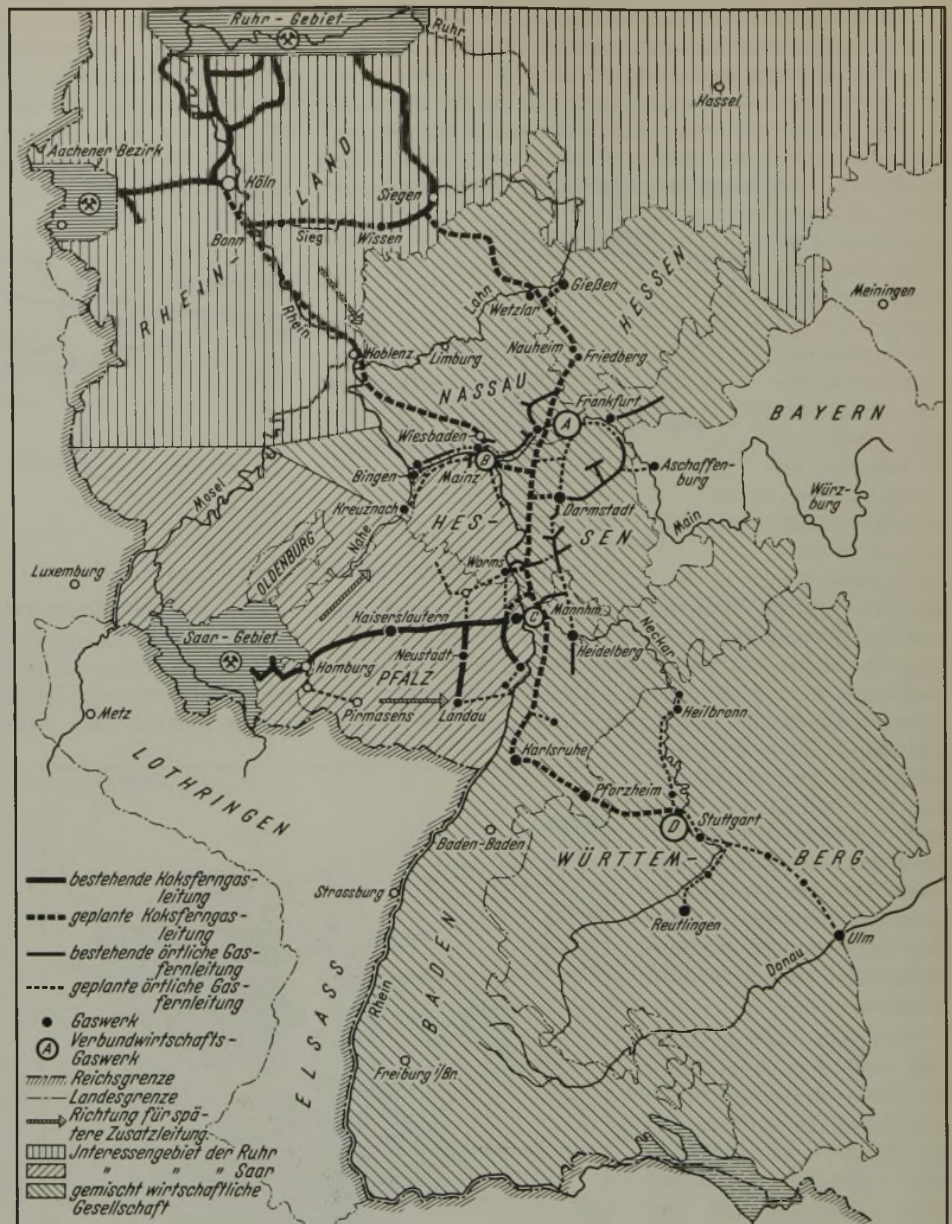 Ruhr-Gebiet
Ruhr
Kassel
Aachener Bezirk
Köln
Siegen
RHEIN-
LAND
Bonn
Sieg
Wissen
Rhein
Lahn
Wetzlar
Gießen
HESSEN
Meiningen
Koblenz
Limburg
Nauheim
Friedberg
NASSAU
BAYERN
Wiesbaden
A
Frankfurt
B
Bingen
Mainz
Aschaffen-
burg
Würz-
burg
Mosel
Kreuznach
Darmstadt
Main
HES-
SEN
OLDENBURG
Nahe
Luxemburg
Worms
Kaiserslautern
C
Mannhm.
Neckar
Saar-Gebiet
Homburg
Neustadt
Heidelberg
PFALZ
Pirmasens
Landau
Heilbronn
Metz
LOTHRINGEN
Karlsruhe
Pforzheim
D
Stuttgart
Baden-Baden
WÜRTTEM-
BERG
Strassburg
Reutlingen
Ulm
Donau
ELSASS
Rhein
BADEN
Freiburg i/Br.
bestehende Koksferngas-
leitung
geplante Koksferngas-
leitung
bestehende örtliche Gas-
fernleitung
geplante örtliche Gas-
fernleitung
Gaswerk
A Verbundwirtschafts-
Gaswerk
Reichsgrenze
Landesgrenze
Richtung für spä-
tere Zusatzleitung
Jnteressengebiet der Ruhr
" " " Saar
gemischt wirtschaftliche
Gesellschaft